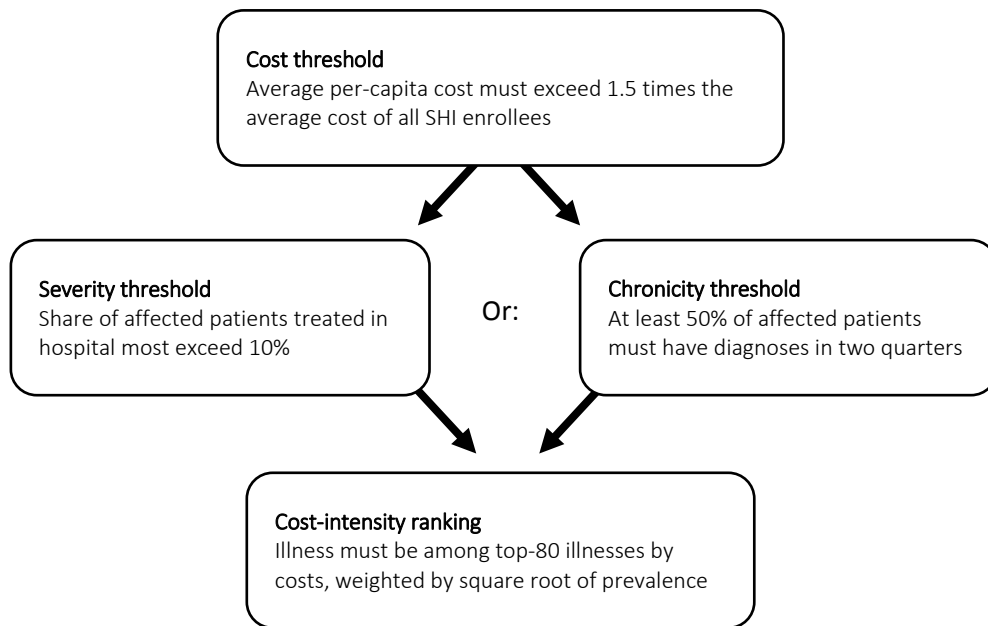 Cost threshold
Average per-capita cost must exceed 1.5 times the
average cost of all SHI enrollees
Severity threshold
Share of affected patients treated in
hospital most exceed 10%
Or:
Chronicity threshold
At least 50% of affected patients
must have diagnoses in two quarters
Cost-intensity ranking
Illness must be among top-80 illnesses by
costs, weighted by square root of prevalence